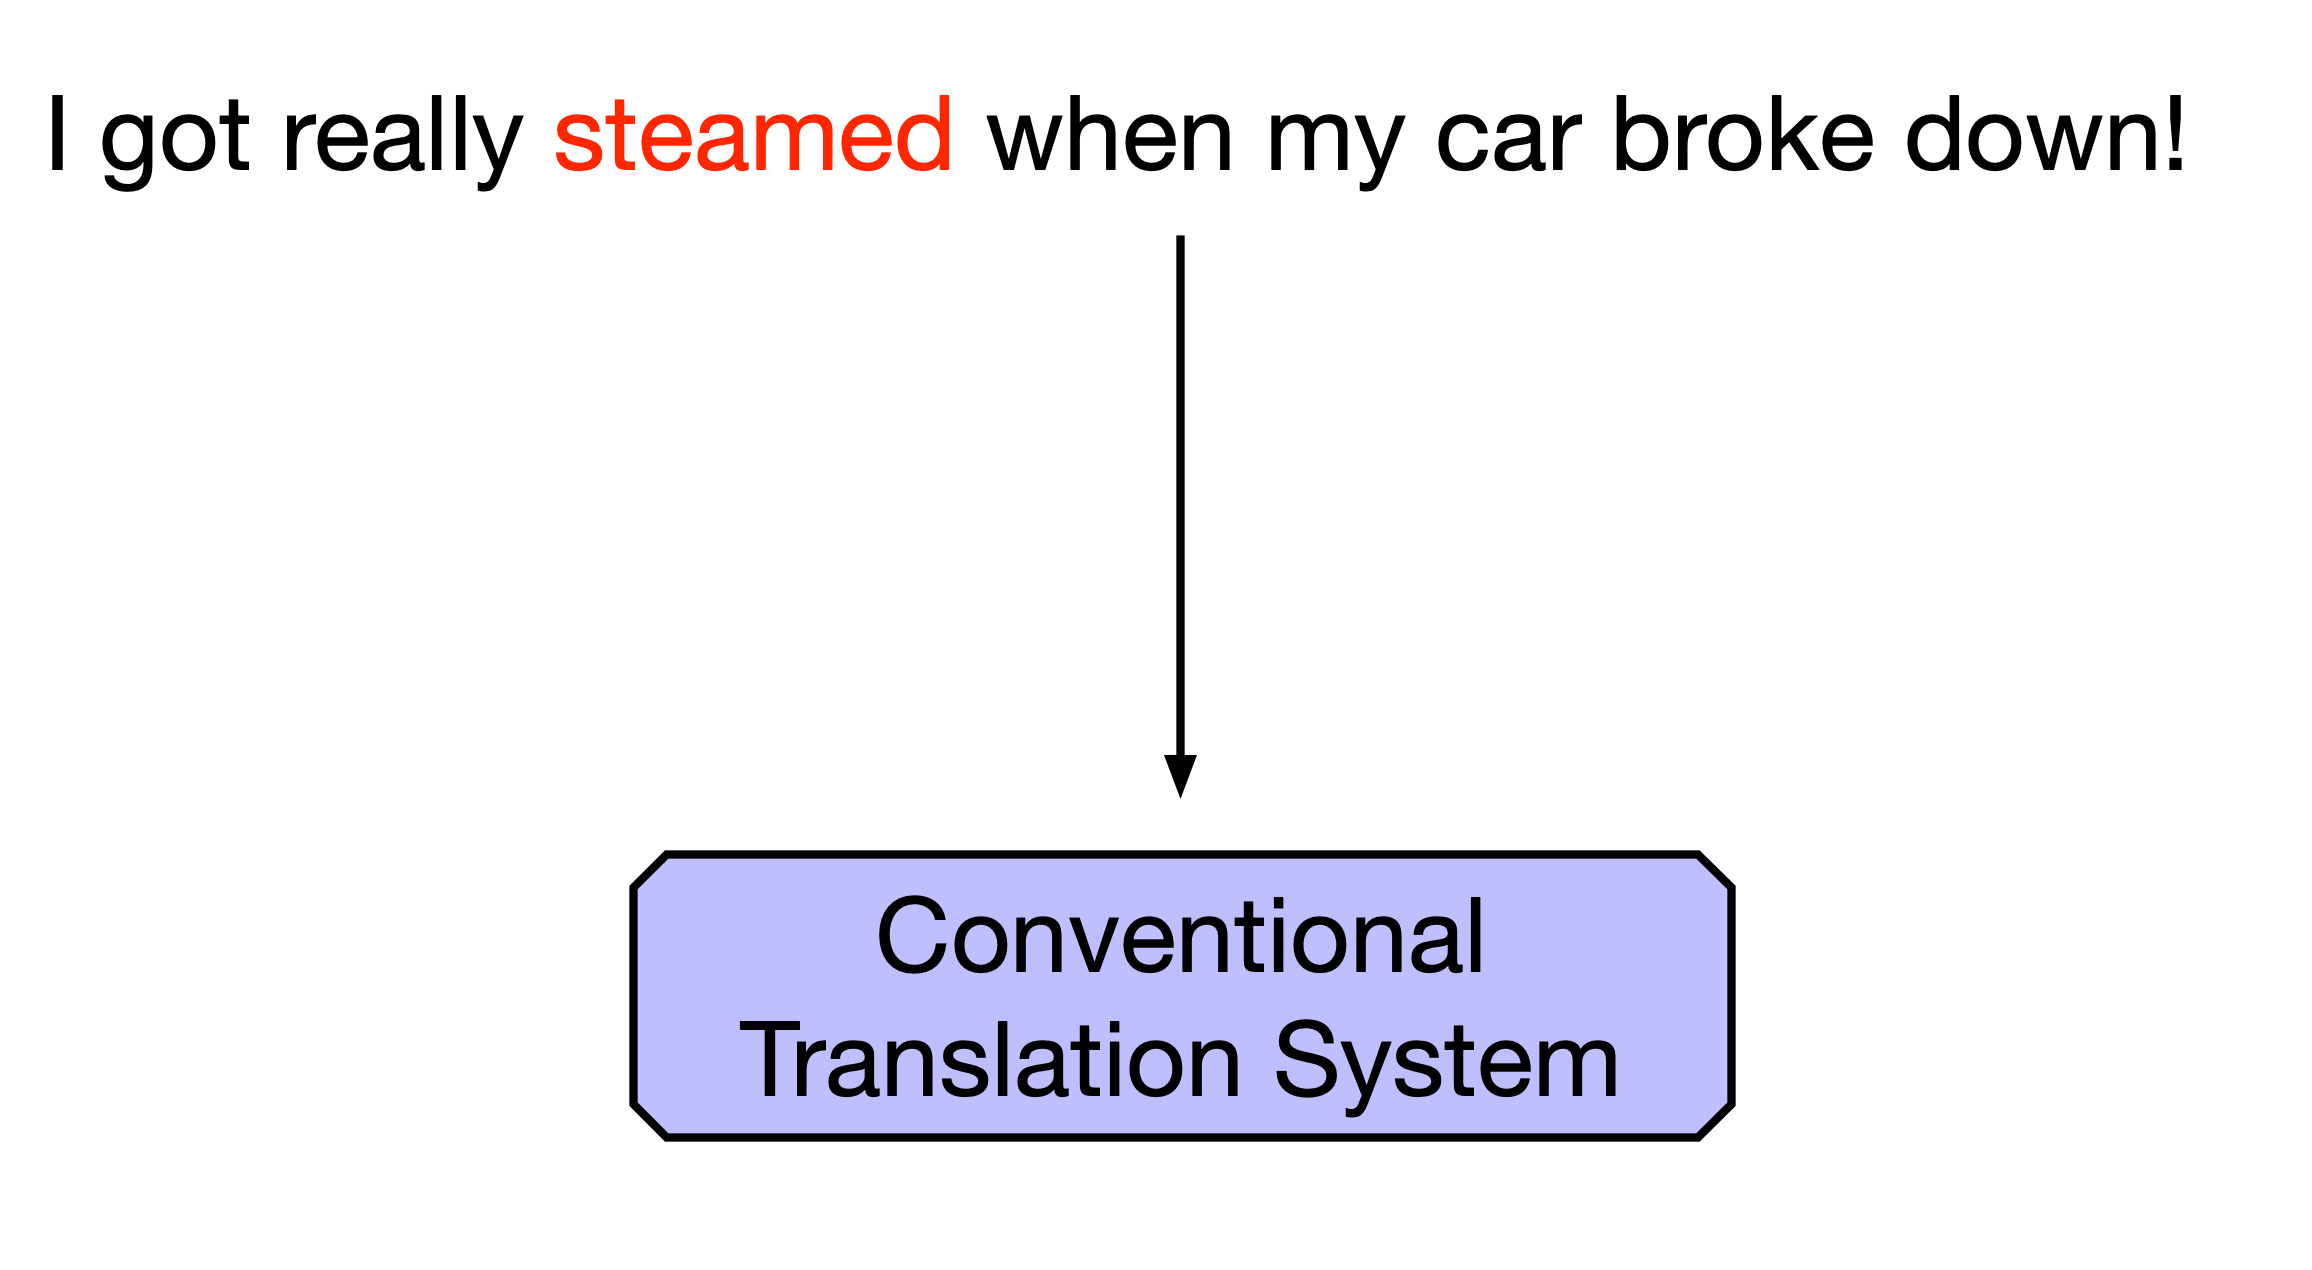 I got really steamed when my car broke down!
Conventional
Translation System